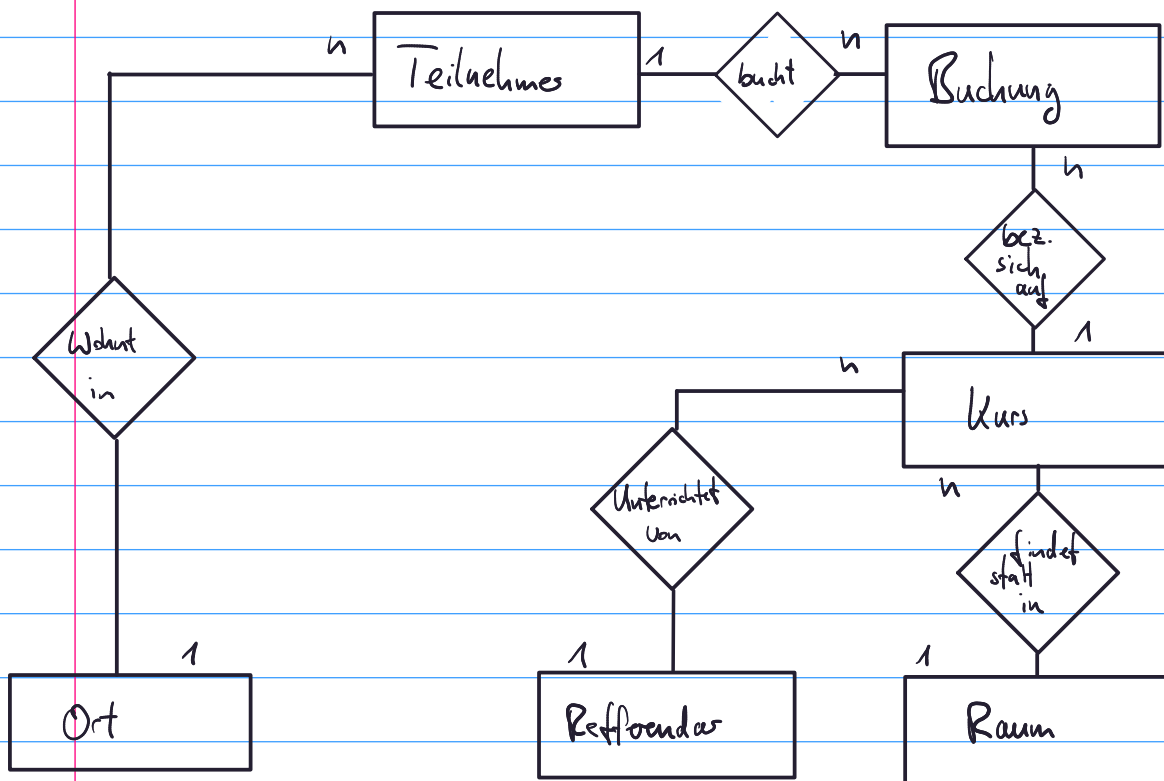 n
Teilnehmer
1
bucht
n
Buchung
n
bez.
sich
auf
1
Wohnt
in
n
Kurs
Unterrichtet
von
n
findet
statt
in
1
1
1
Ort
Refferendar
Raum